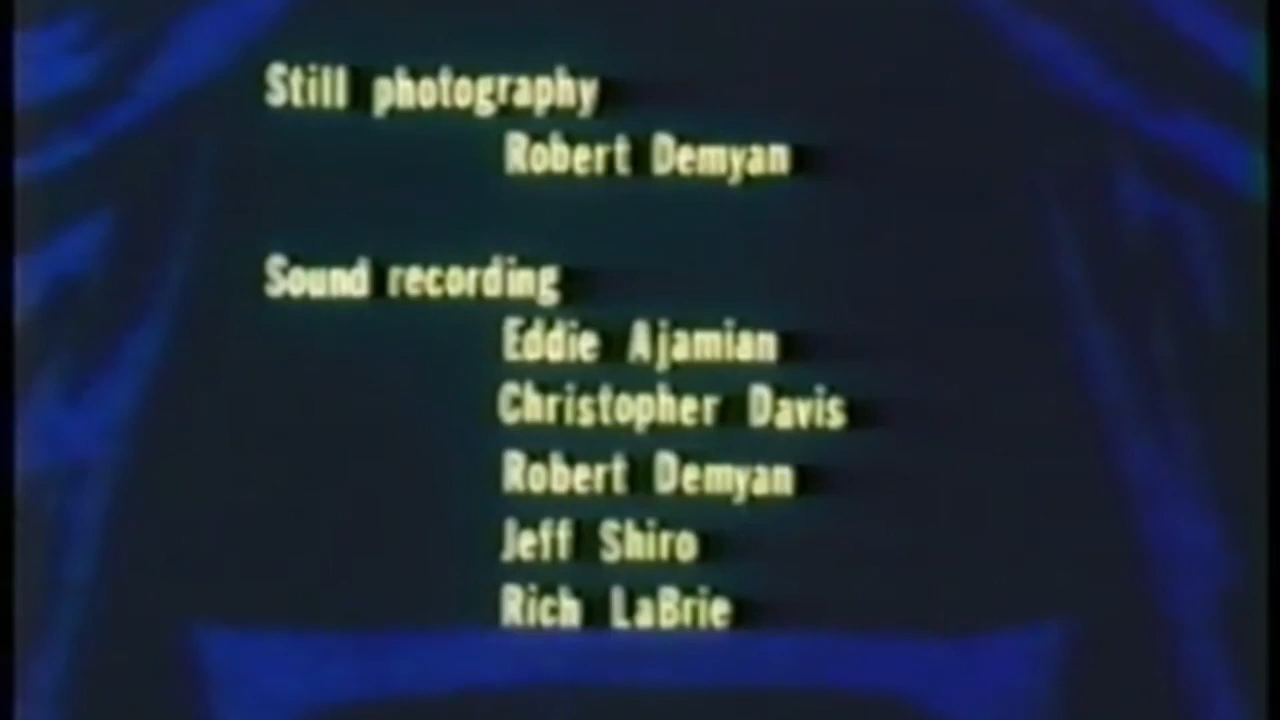 Still photography
Robert Demyan
Sound recording
Eddie Ajamian
Christopher Davis
Robert Demyan
Jeff Shiro
Rich LaBrie